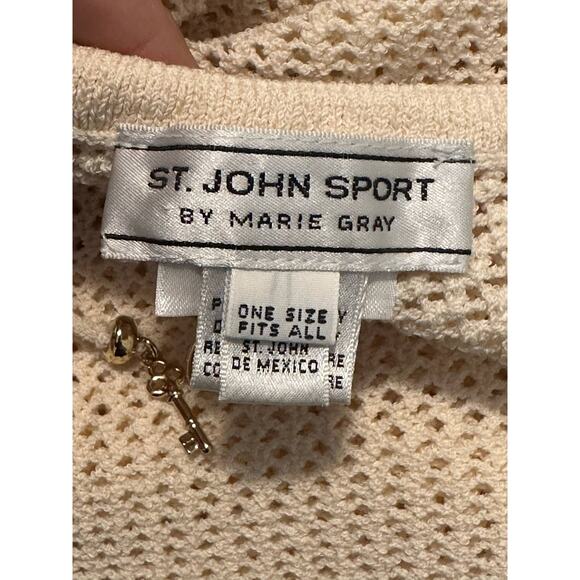 ST. JOHN SPORT
BY MARIE GRAY
ONE SIZE
FITS ALL
ST. JOHN
DE MEXICO